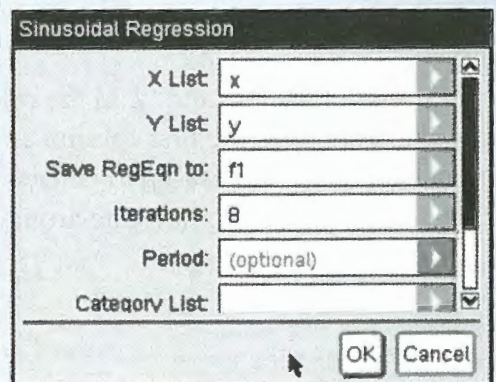 Sinusoidal Regression
X List: x
Y List: y
Save RegEqn to: f1
Iterations: 8
Period: (optional)
Category List:
OK Cancel